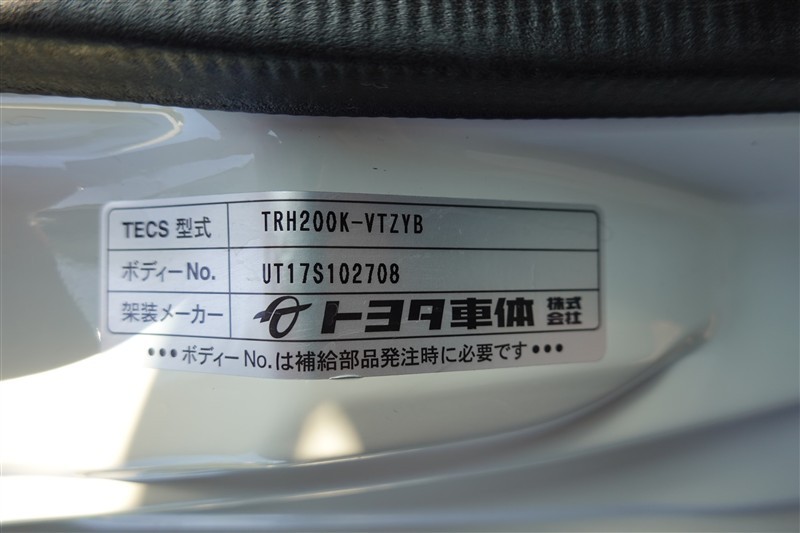 TECS 型式 TRH200K-VTZYB
ボディーNo. UT17S102708
架装メーカー トヨタ車体 株式会社
•••ボディーNo.は補給部品発注時に必要です•••